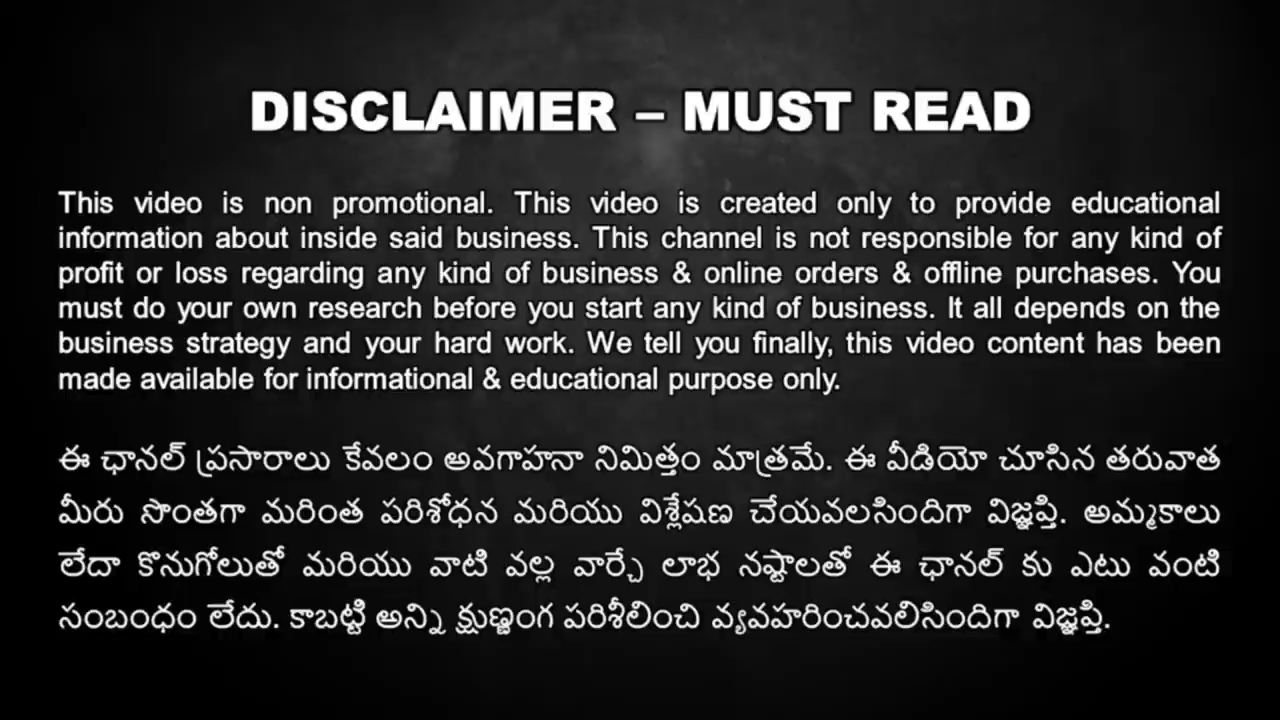 DISCLAIMER – MUST READ
This video is non promotional. This video is created only to provide educational
information about inside said business. This channel is not responsible for any kind of
profit or loss regarding any kind of business & online orders & offline purchases. You
must do your own research before you start any kind of business. It all depends on the
business strategy and your hard work. We tell you finally, this video content has been
made available for informational & educational purpose only.
ఈ ఛానల్ ప్రసారాలు కేవలం అవగాహనా నిమిత్తం మాత్రమే. ఈ వీడియో చూసిన తరువాత
మీరు సొంతగా మరింత పరిశోధన మరియు విశ్లేషణ చేయవలసిందిగా విజ్ఞప్తి. అమ్మకాలు
లేదా కొనుగోలుతో మరియు వాటి వల్ల వార్చే లాభ నష్టాలతో ఈ ఛానల్ కు ఎటు వంటి
సంబంధం లేదు. కాబట్టి అన్ని క్షుణ్ణంగ పరిశీలించి వ్యవహరించవలిసిందిగా విజ్ఞప్తి.